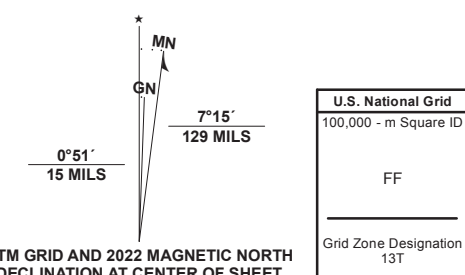 ★
MN
GN
7°15´
129 MILS
0°51´
15 MILS
TM GRID AND 2022 MAGNETIC NORTH
DECLINATION AT CENTER OF SHEET
U.S. National Grid
100,000 - m Square ID
FF
Grid Zone Designation
13T